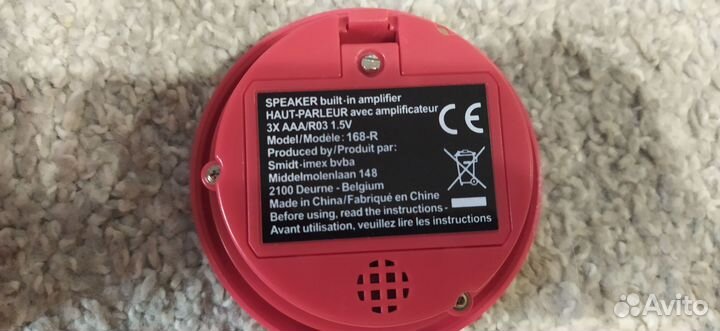 SPEAKER built-in amplifier
HAUT-PARLEUR avec amplificateur
3X AAA/R03 1.5V
Model/Modèle: 168-R
Produced by/Produit par:
Smidt-imex bvba
Middelmolenlaan 148
2100 Deurne - Belgium
Made in China/Fabriqué en Chine
Before using, read the instructions -
Avant utilisation, veuillez lire les instructions
CE
Avito